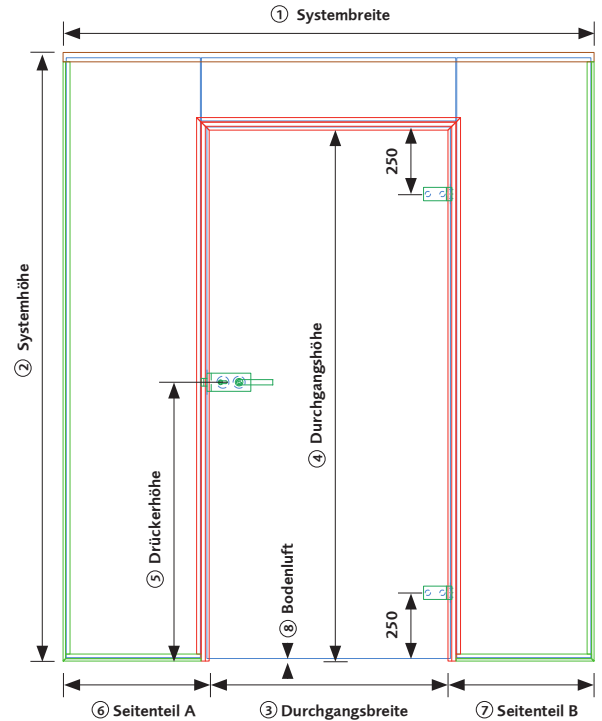 ① Systembreite
250
② Systemhöhe
④ Durchgangshöhe
⑤ Drückerhöhe
⑧ Bodenluft
250
⑥ Seitenteil A
③ Durchgangsbreite
⑦ Seitenteil B